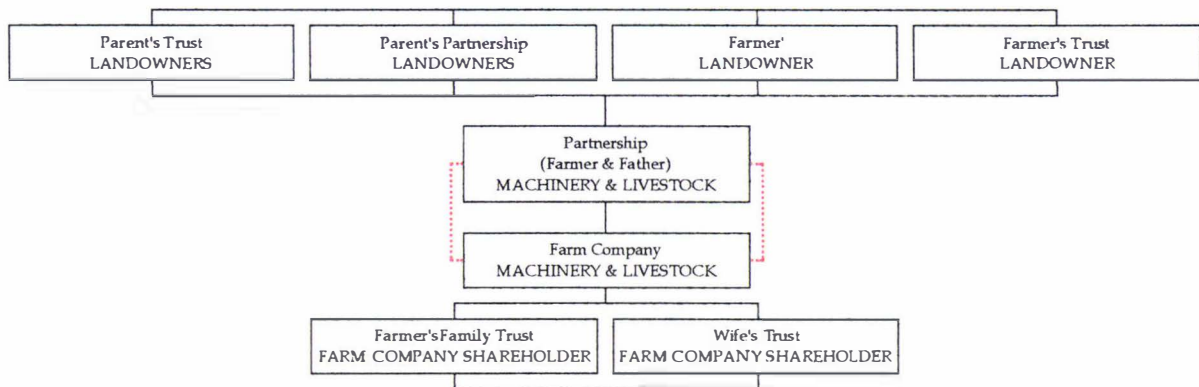 Parent's Trust
LANDOWNERS
Parent's Partnership
LANDOWNERS
Farmer'
LANDOWNER
Farmer's Trust
LANDOWNER
Partnership
(Farmer & Father)
MACHINERY & LIVESTOCK
Farm Company
MACHINERY & LIVESTOCK
Farmer's Family Trust
FARM COMPANY SHAREHOLDER
Wife's Trust
FARM COMPANY SHAREHOLDER